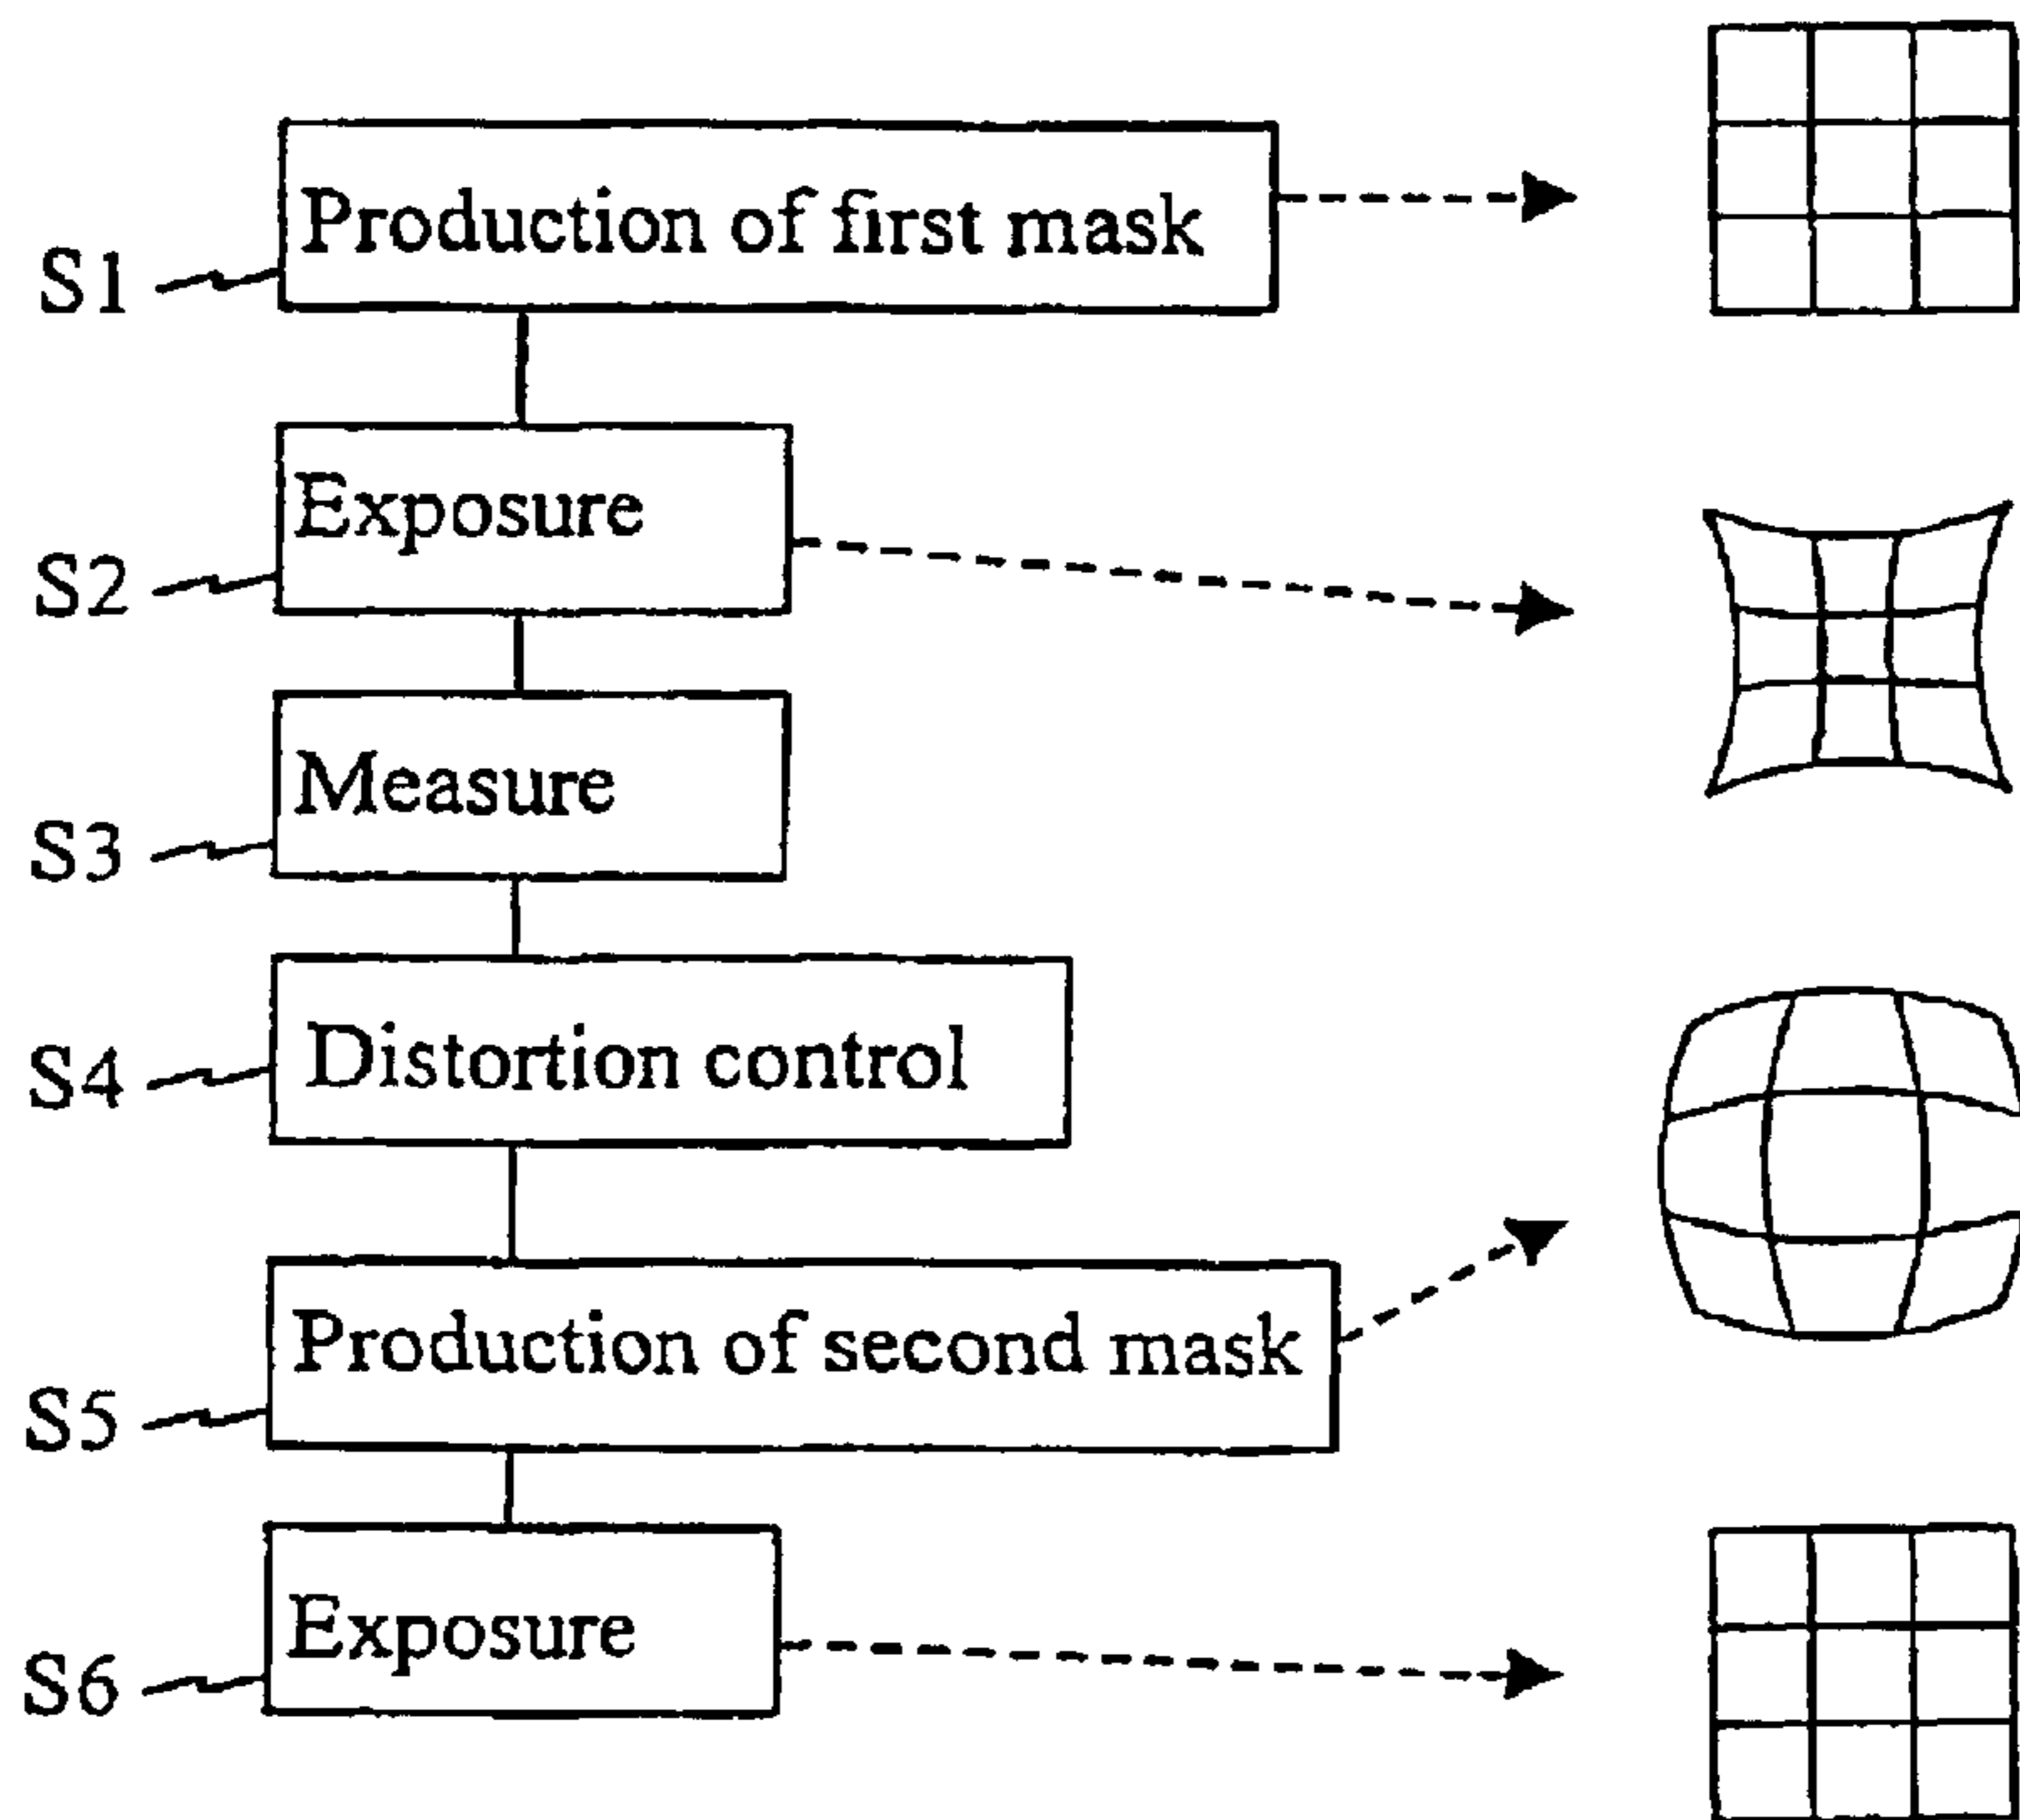 Production of first mask
S1
Exposure
S2
Measure
S3
Distortion control
S4
Production of second mask
S5
Exposure
S6